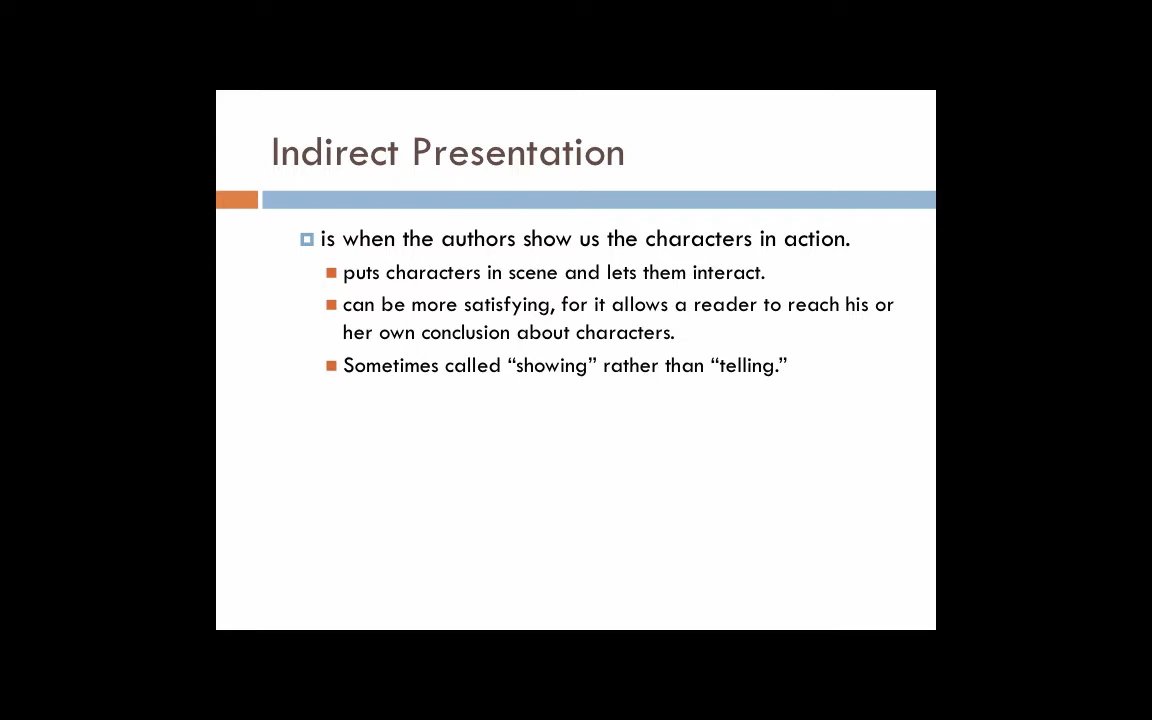 Indirect Presentation
is when the authors show us the characters in action.
puts characters in scene and lets them interact.
can be more satisfying, for it allows a reader to reach his or
her own conclusion about characters.
Sometimes called “showing” rather than “telling.”